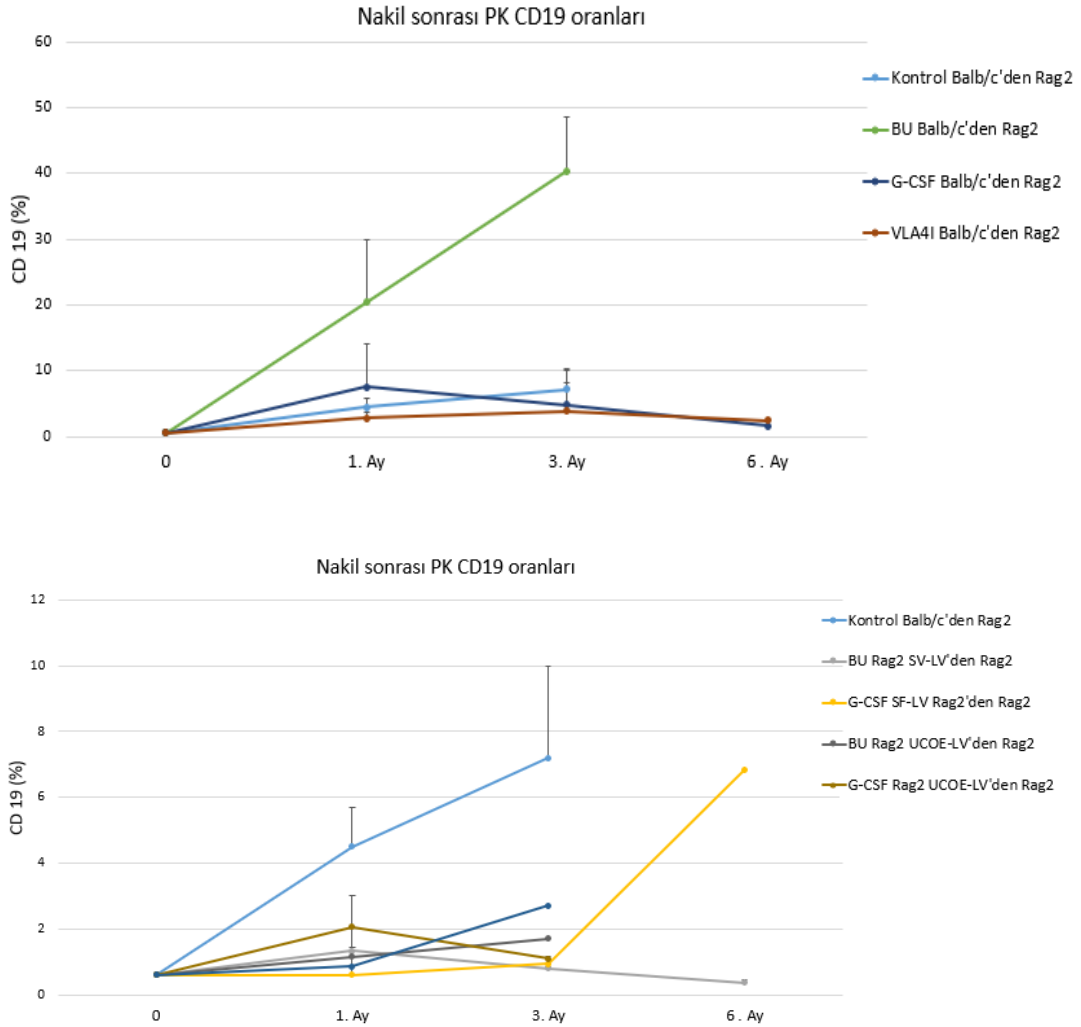 Nakil sonrası PK CD19 oranları
60
50
40
30
20
10
0
CD 19 (%)
0
1. Ay
3. Ay
6 . Ay
Kontrol Balb/c'den Rag2
BU Balb/c'den Rag2
G-CSF Balb/c'den Rag2
VLA4I Balb/c'den Rag2
Nakil sonrası PK CD19 oranları
12
10
8
6
4
2
0
CD 19 (%)
0
1. Ay
3. Ay
6 . Ay
Kontrol Balb/c'den Rag2
BU Rag2 SV-LV'den Rag2
G-CSF SF-LV Rag2'den Rag2
BU Rag2 UCOE-LV'den Rag2
G-CSF Rag2 UCOE-LV'den Rag2